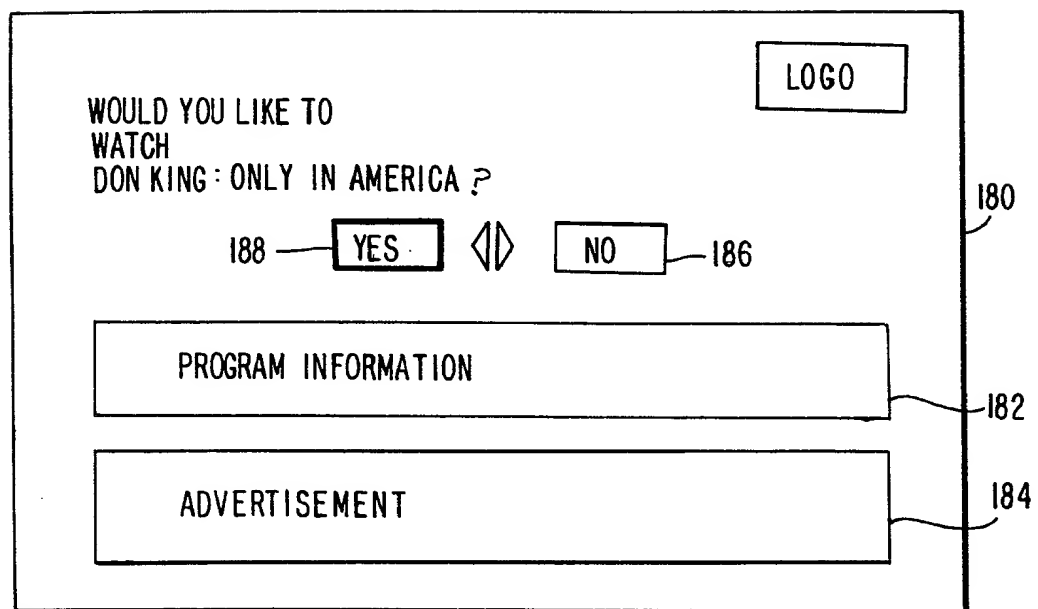 LOGO
WOULD YOU LIKE TO
WATCH
DON KING: ONLY IN AMERICA ?
180
188
YES
NO
186
PROGRAM INFORMATION
182
ADVERTISEMENT
184